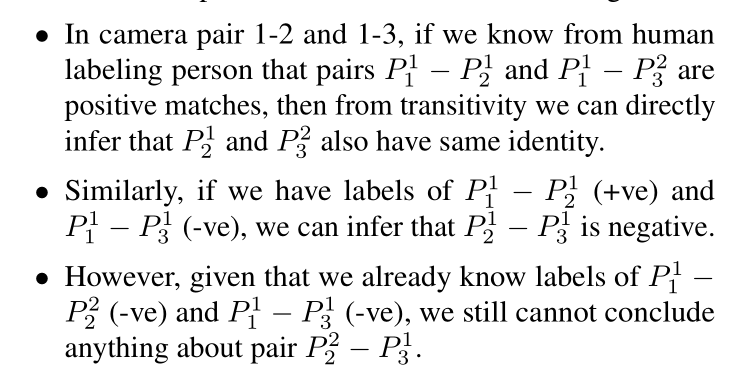 • In camera pair 1-2 and 1-3, if we know from human
labeling person that pairs $P_1^1 - P_2^1$ and $P_1^1 - P_3^2$ are
positive matches, then from transitivity we can directly
infer that $P_2^1$ and $P_3^2$ also have same identity.
• Similarly, if we have labels of $P_1^1 - P_2^1$ (+ve) and
$P_1^1 - P_3^1$ (-ve), we can infer that $P_2^1 - P_3^1$ is negative.
• However, given that we already know labels of $P_1^1 -$
$P_2^2$ (-ve) and $P_1^1 - P_3^1$ (-ve), we still cannot conclude
anything about pair $P_2^2 - P_3^1$.